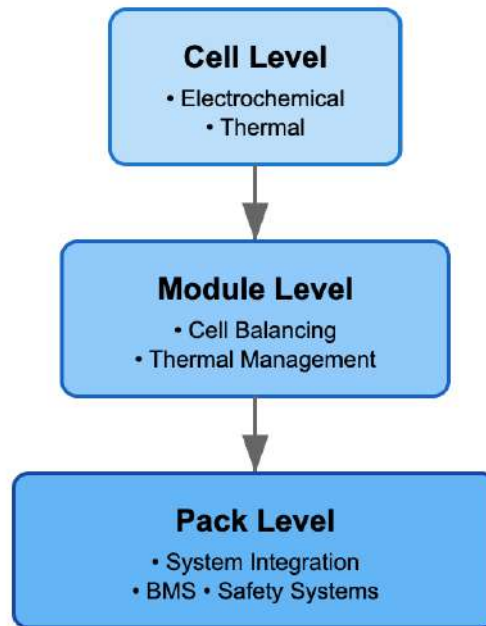 Cell Level
• Electrochemical
• Thermal
Module Level
• Cell Balancing
• Thermal Management
Pack Level
• System Integration
• BMS • Safety Systems